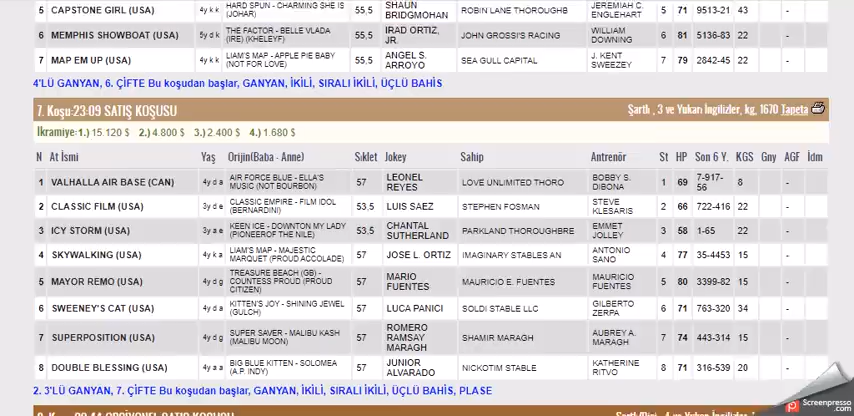 5 CAPSTONE GIRL (USA) 4y k k HARD SPUN - CHARMING SHE IS (JOHAR) 55,5 SHAUN BRIDGMOHAN ROBIN LANE THOROUGHB JEREMIAH C. ENGLEHART 5 71 9513-21 43 -
6 MEMPHIS SHOWBOAT (USA) 5y d k THE FACTOR - BELLE VLADA (IRE) (KHELEYF) 55,5 IRAD ORTIZ, JR. JOHN GROSSI'S RACING WILLIAM DOWNING 6 81 5136-83 22 -
7 MAP EM UP (USA) 4y k k LIAM'S MAP - APPLE PIE BABY (NOT FOR LOVE) 55,5 ANGEL S. ARROYO SEA GULL CAPITAL J. KENT SWEEZEY 7 79 2842-45 22 -
4'LÜ GANYAN, 6. ÇİFTE Bu koşudan başlar, GANYAN, İKİLİ, SIRALI İKİLİ, ÜÇLÜ BAHİS
7. Koşu:23:09 SATIŞ KOŞUSU Şartlı , 3 ve Yukarı İngilizler, kg, 1670 Tapeta
İkramiye:1.) 15.120 $ 2.) 4.800 $ 3.) 2.400 $ 4.) 1.680 $
N At İsmi Yaş Orijin(Baba - Anne) Sıklet Jokey Sahip Antrenör St HP Son 6 Y. KGS Gny AGF İdm
1 VALHALLA AIR BASE (CAN) 4y d a AIR FORCE BLUE - ELLA'S MUSIC (NOT BOURBON) 57 LEONEL REYES LOVE UNLIMITED THORO BOBBY S. DIBONA 1 69 7-917-56 8 -
2 CLASSIC FILM (USA) 3y d e CLASSIC EMPIRE - FILM IDOL (BERNARDINI) 53,5 LUIS SAEZ STEPHEN FOSMAN STEVE KLESARIS 2 66 722-416 22 -
3 ICY STORM (USA) 3y a e KEEN ICE - DOWNTON MY LADY (PIONEEROF THE NILE) 53,5 CHANTAL SUTHERLAND PARKLAND THOROUGHBRE EMMET JOLLEY 3 58 1-65 22 -
4 SKYWALKING (USA) 4y k a LIAM'S MAP - MAJESTIC MARQUET (PROUD ACCOLADE) 57 JOSE L. ORTIZ IMAGINARY STABLES AN ANTONIO SANO 4 77 35-4453 15 -
5 MAYOR REMO (USA) 4y d g TREASURE BEACH (GB) - COUNTESS PROUD (PROUD CITIZEN) 57 MARIO FUENTES MAURICIO E. FUENTES MAURICIO FUENTES 5 80 3399-82 15 -
6 SWEENEY'S CAT (USA) 4y d a KITTEN'S JOY - SHINING JEWEL (GULCH) 57 LUCA PANICI SOLDI STABLE LLC GILBERTO ZERPA 6 71 763-320 34 -
7 SUPERPOSITION (USA) 4y d g SUPER SAVER - MALIBU KASH (MALIBU MOON) 57 ROMERO RAMSAY MARAGH SHAMIR MARAGH AUBREY A. MARAGH 7 74 443-314 15 -
8 DOUBLE BLESSING (USA) 4y a a BIG BLUE KITTEN - SOLOMEA (A.P. INDY) 57 JUNIOR ALVARADO NICKOTIM STABLE KATHERINE RITVO 8 71 316-539 20 -
2. 3'LÜ GANYAN, 7. ÇİFTE Bu koşudan başlar, GANYAN, İKİLİ, SIRALI İKİLİ, ÜÇLÜ BAHİS, PLASE
Screenpresso
.com